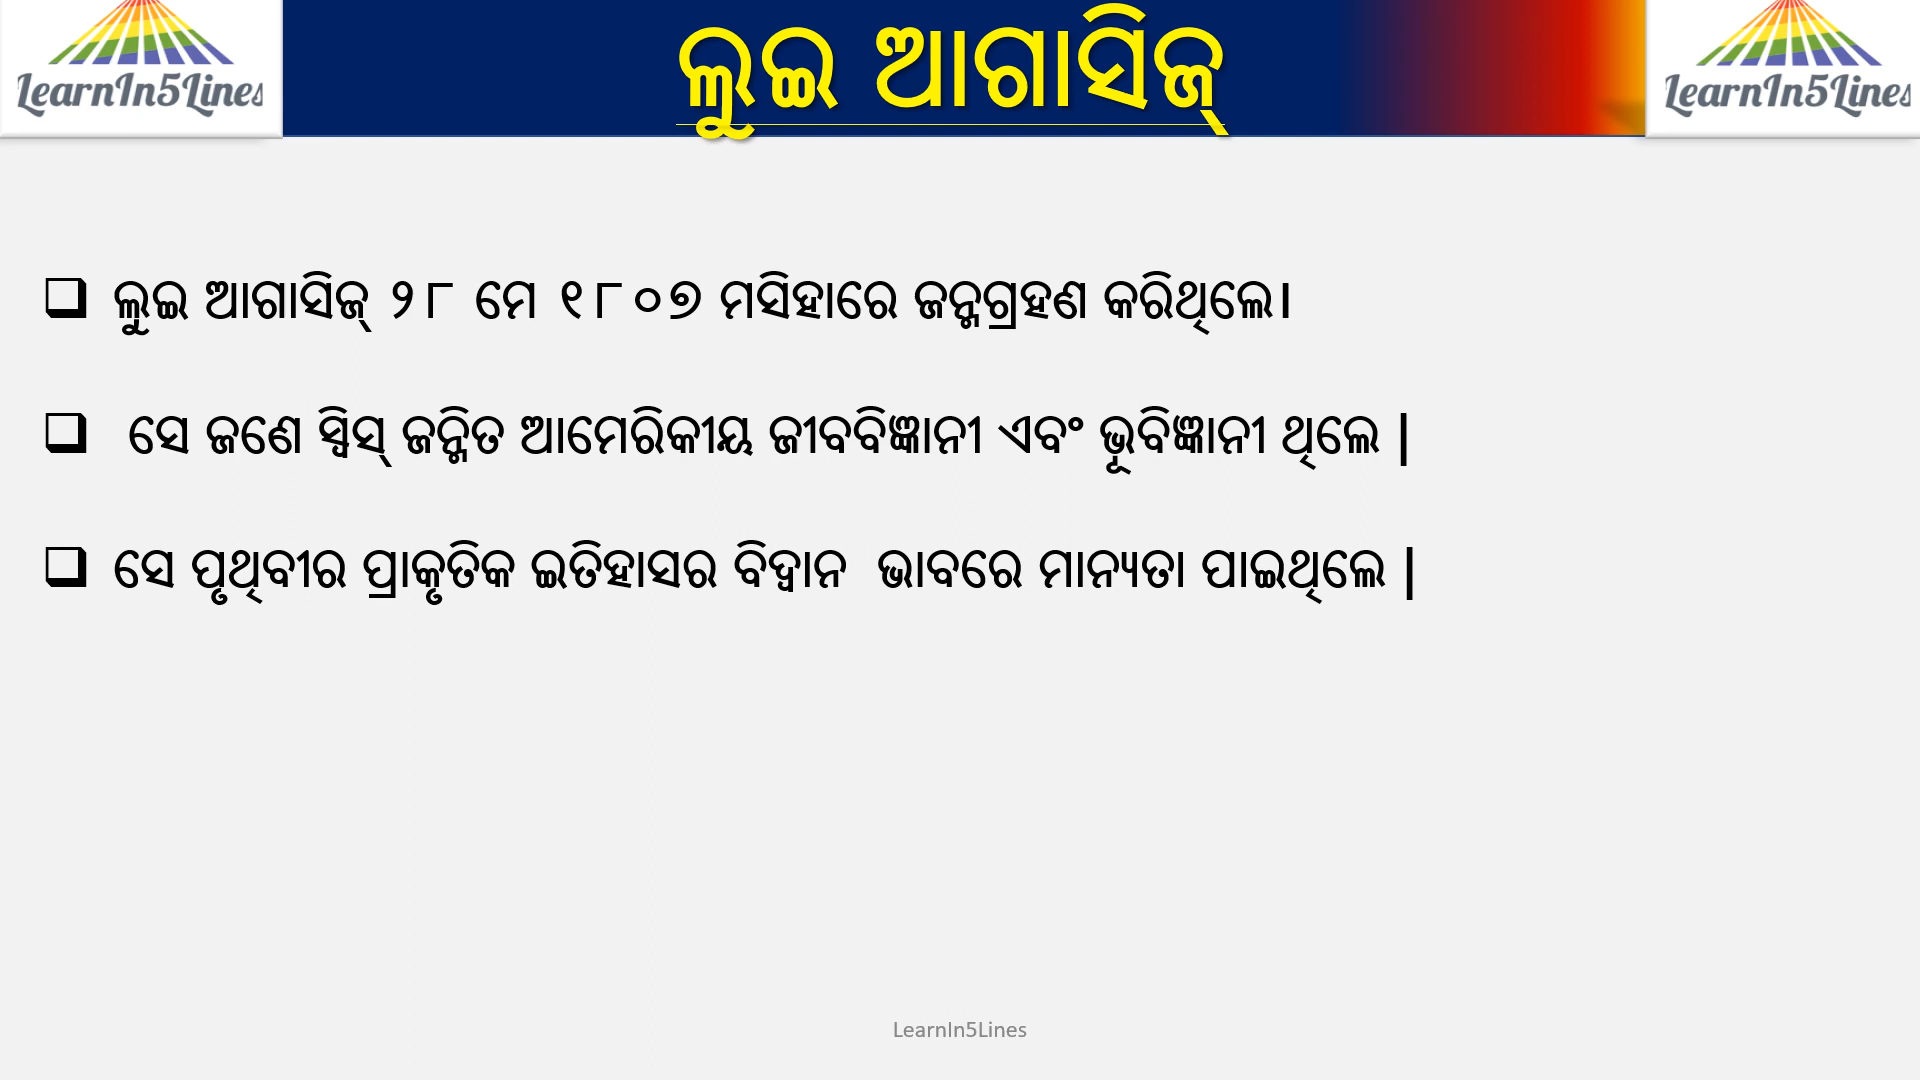 LearnIn5Lines
ଲୁଇ ଆଗାସିଜ୍
LearnIn5Lines
ଲୁଇ ଆଗାସିଜ୍ ୨୮ ମେ ୧୮୦୭ ମସିହାରେ ଜନ୍ମଗ୍ରହଣ କରିଥିଲେ।
ସେ ଜଣେ ସ୍ୱିସ୍ ଜନ୍ମିତ ଆମେରିକୀୟ ଜୀବବିଜ୍ଞାନୀ ଏବଂ ଭୂବିଜ୍ଞାନୀ ଥିଲେ |
ସେ ପୃଥିବୀର ପ୍ରାକୃତିକ ଇତିହାସର ବିଦ୍ୱାନ ଭାବରେ ମାନ୍ୟତା ପାଇଥିଲେ |
LearnIn5Lines